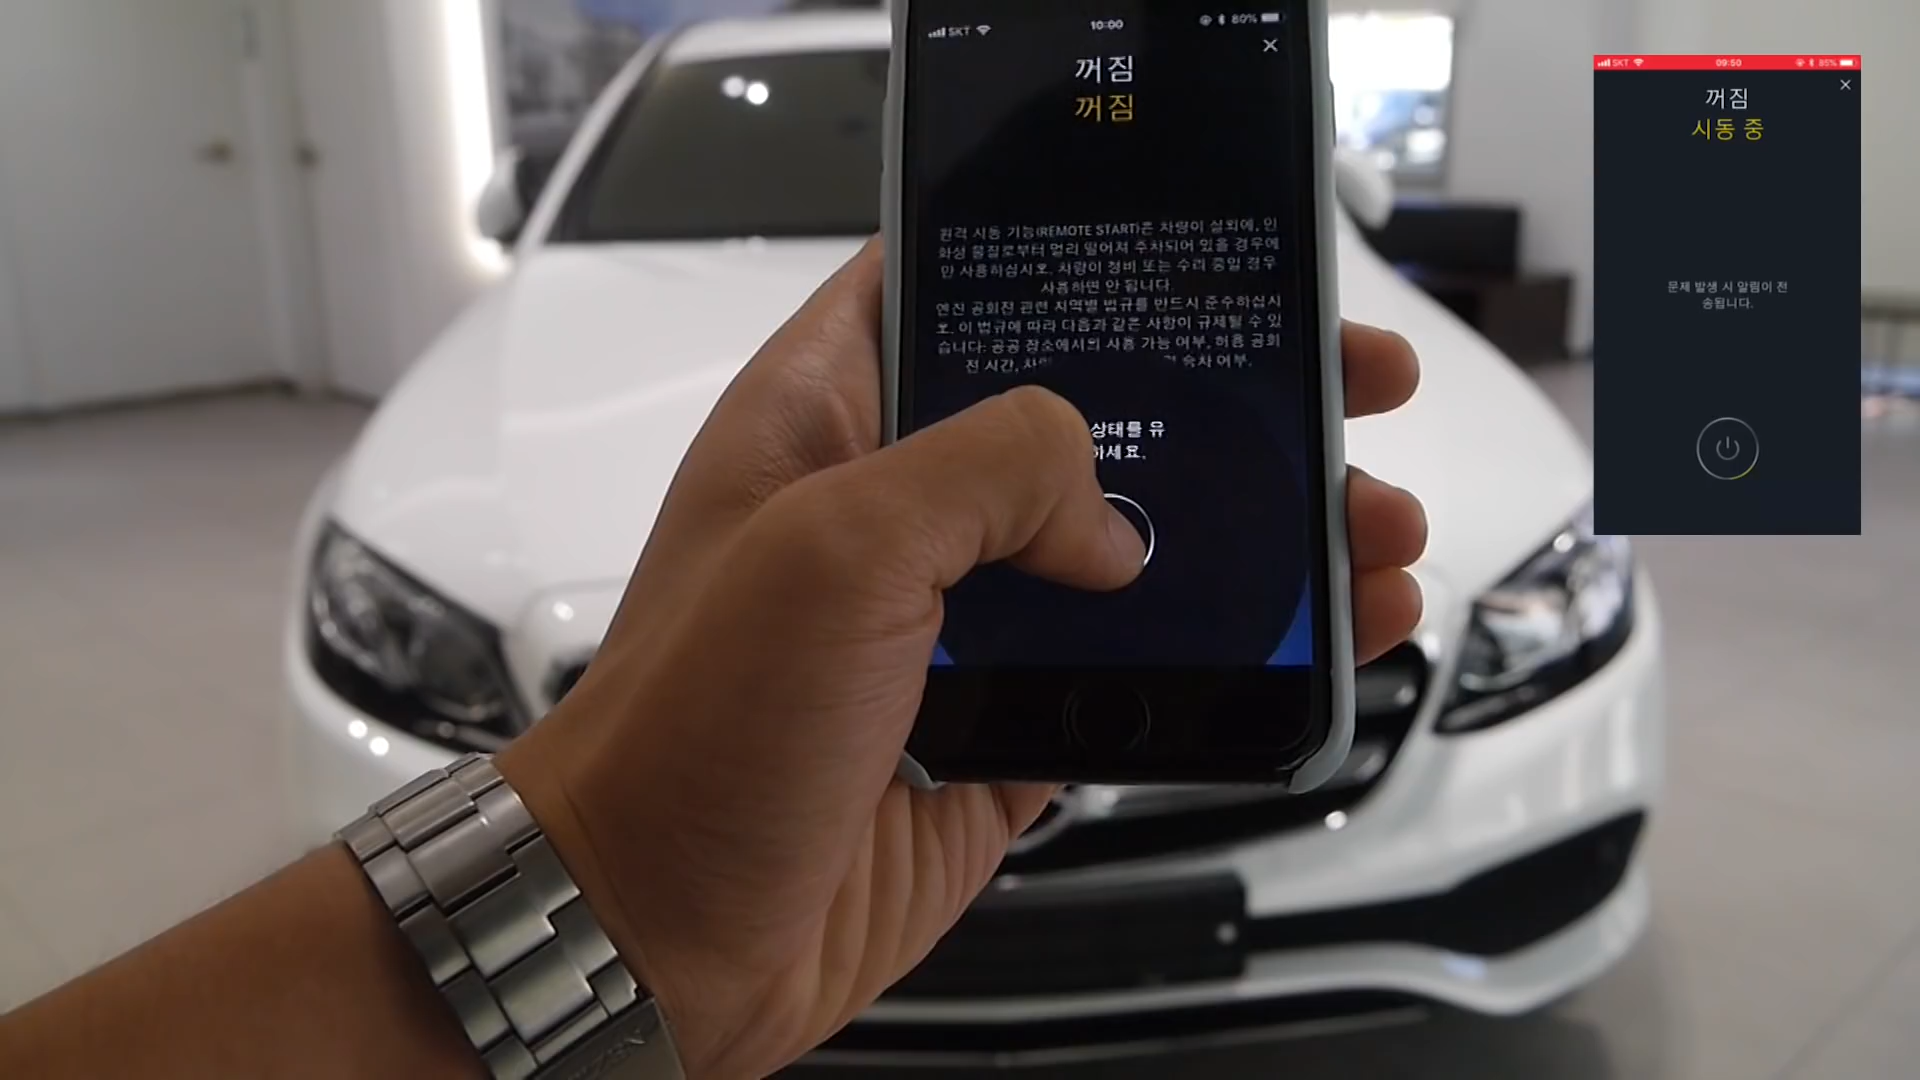 SKT
10:00
80%
꺼짐
꺼짐
원격 시동 기능(REMOTE START)은 차량이 실외에, 인
화성 물질로부터 멀리 떨어져 주차되어 있을 경우에
만 사용하십시오. 차량이 정비 또는 수리 중일 경우
사용하면 안 됩니다.
엔진 공회전 관련 지역별 법규를 반드시 준수하십시
오. 이 법규에 따라 다음과 같은 사항이 규제될 수 있
습니다: 공공 장소에서의 사용 가능 여부, 허용 공회
전 시간, 승차 여부.
상태를 유
하세요.
SKT
09:50
85%
꺼짐
시동 중
문제 발생 시 알림이 전
송됩니다.